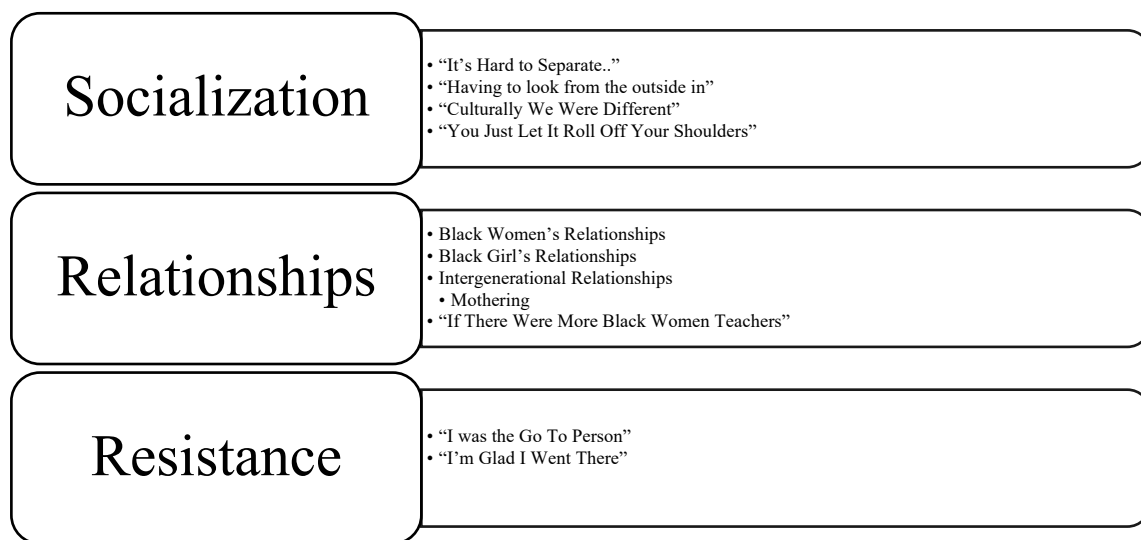 Socialization
• “It’s Hard to Separate..”
• “Having to look from the outside in”
• “Culturally We Were Different”
• “You Just Let It Roll Off Your Shoulders”
Relationships
• Black Women’s Relationships
• Black Girl’s Relationships
• Intergenerational Relationships
• Mothering
• “If There Were More Black Women Teachers”
Resistance
• “I was the Go To Person”
• “I’m Glad I Went There”